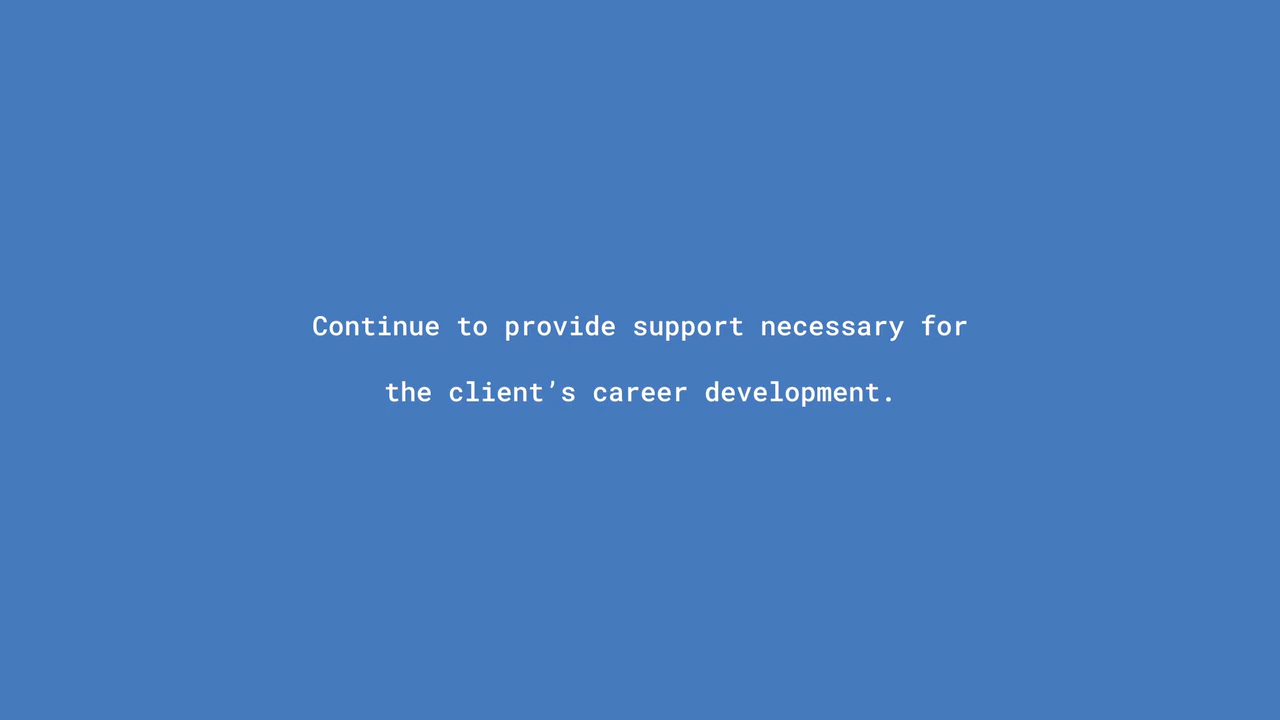 Continue to provide support necessary for
the client’s career development.